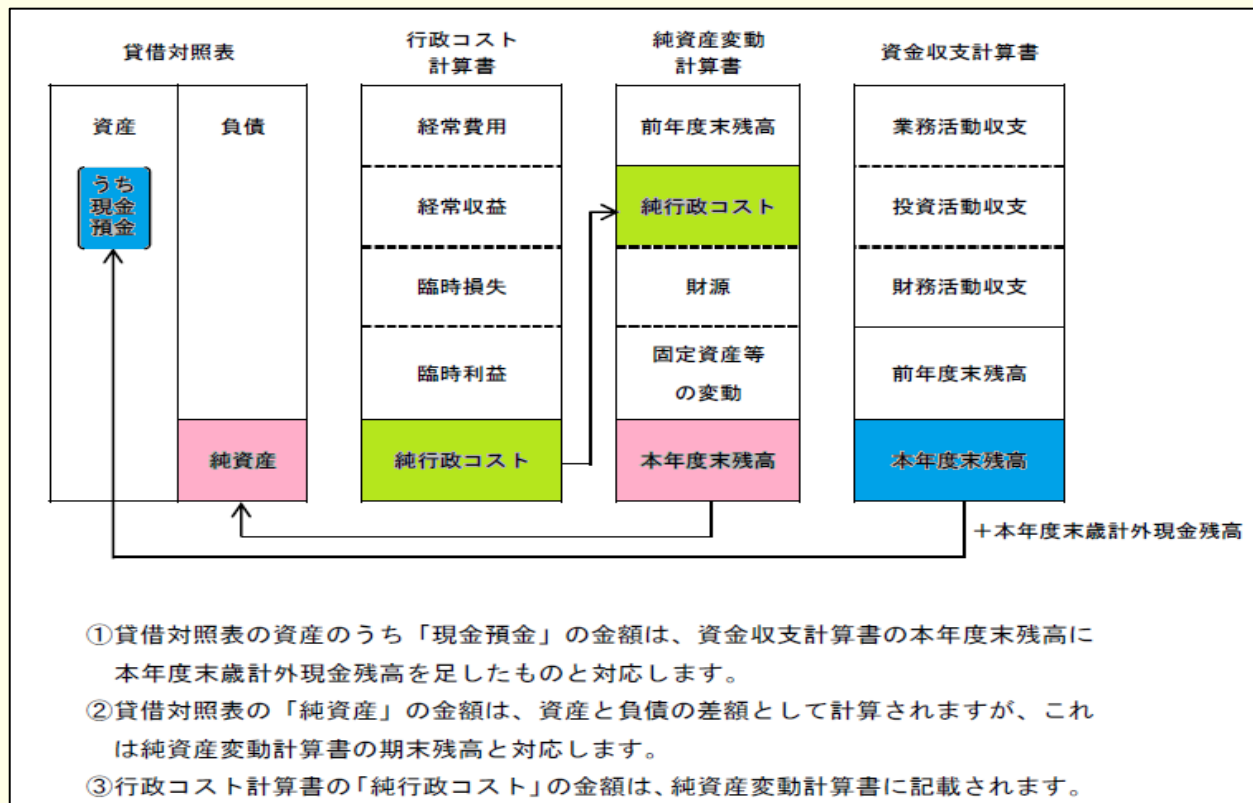 貸借対照表
行政コスト
計算書
純資産変動
計算書
資金収支計算書
資産
負債
うち
現金
預金
純資産
経常費用
経常収益
臨時損失
臨時利益
純行政コスト
前年度末残高
純行政コスト
財源
固定資産等
の変動
本年度末残高
業務活動収支
投資活動収支
財務活動収支
前年度末残高
本年度末残高
＋本年度末歳計外現金残高
①貸借対照表の資産のうち「現金預金」の金額は、資金収支計算書の本年度末残高に
本年度末歳計外現金残高を足したものと対応します。
②貸借対照表の「純資産」の金額は、資産と負債の差額として計算されますが、これ
は純資産変動計算書の期末残高と対応します。
③行政コスト計算書の「純行政コスト」の金額は、純資産変動計算書に記載されます。